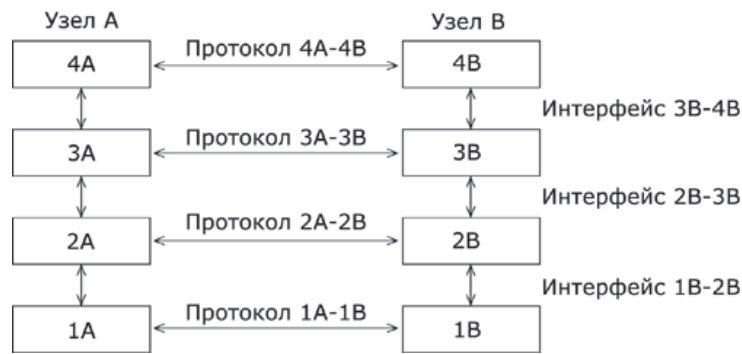 Узел А
Узел В
Протокол 4А-4В
4А
4В
Интерфейс 3В-4В
Протокол 3А-3В
3А
3В
Интерфейс 2В-3В
Протокол 2А-2В
2А
2В
Интерфейс 1В-2В
Протокол 1А-1В
1А
1В